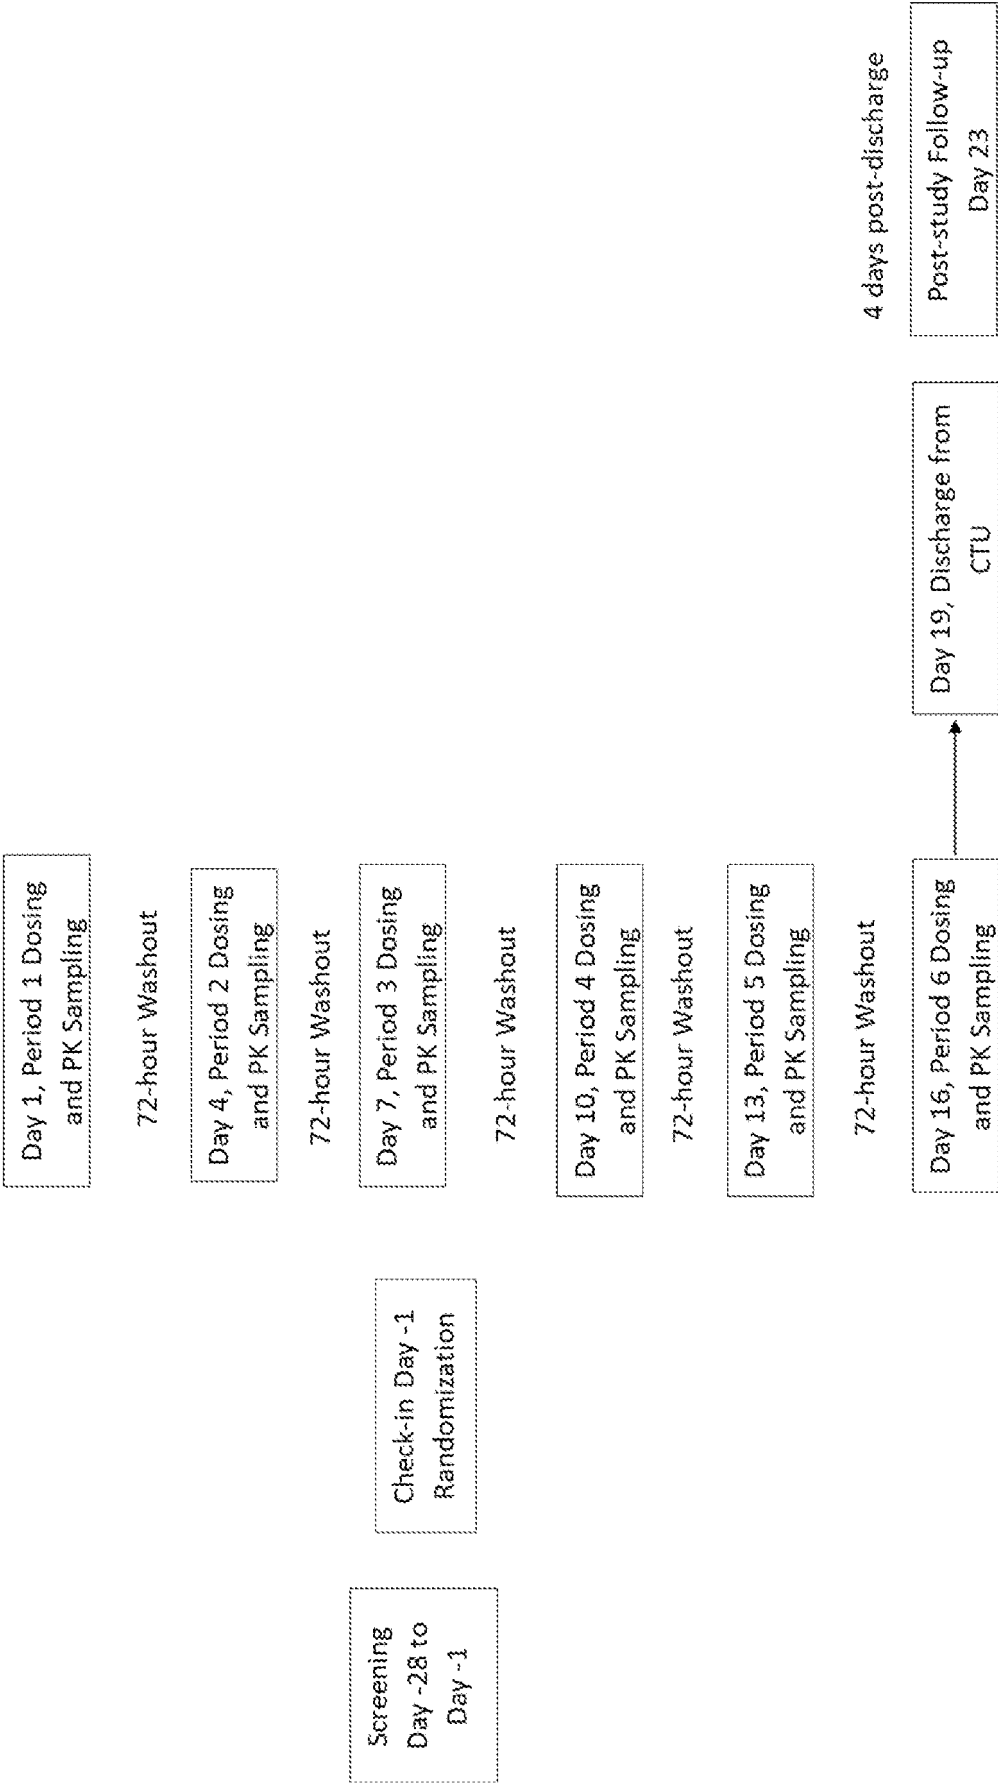 Screening
Day -28 to
Day -1
Check-in Day -1
Randomization
Day 1, Period 1 Dosing
and PK Sampling
72-hour Washout
Day 4, Period 2 Dosing
and PK Sampling
72-hour Washout
Day 7, Period 3 Dosing
and PK Sampling
72-hour Washout
Day 10, Period 4 Dosing
and PK Sampling
72-hour Washout
Day 13, Period 5 Dosing
and PK Sampling
72-hour Washout
Day 16, Period 6 Dosing
and PK Sampling
Day 19, Discharge from
CTU
4 days post-discharge
Post-study Follow-up
Day 23